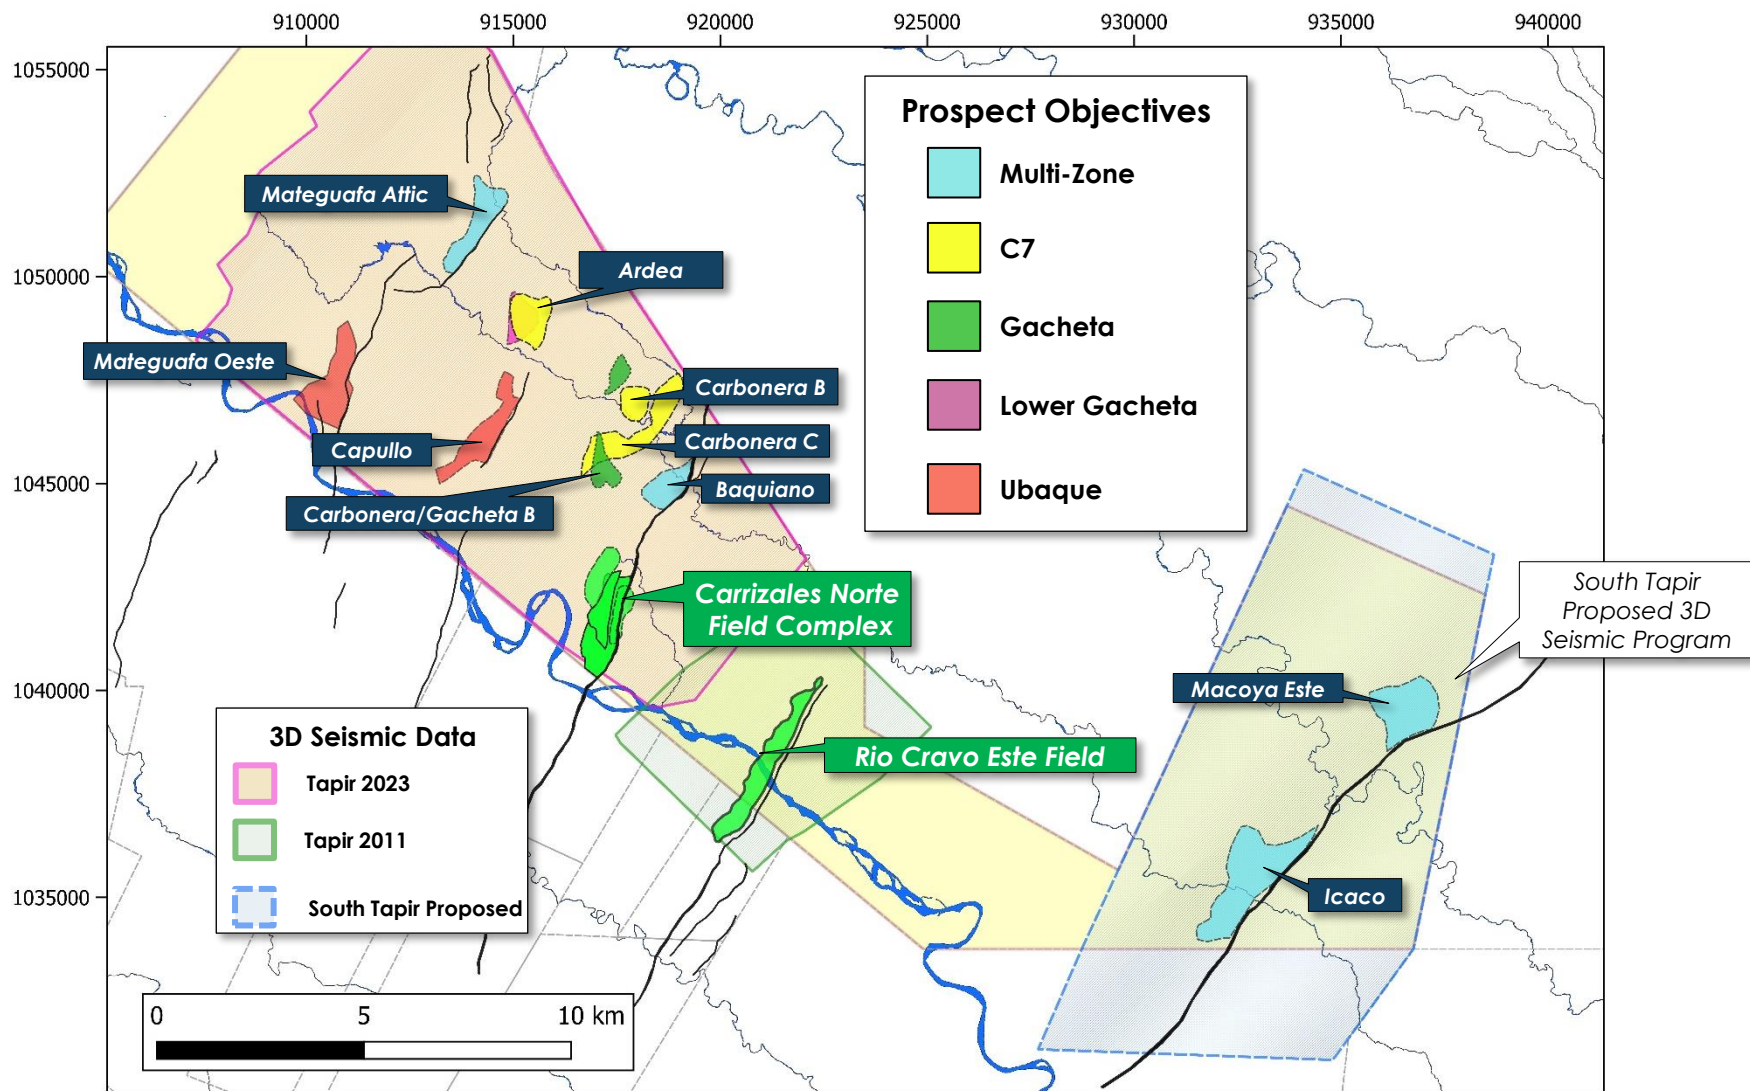 910000
915000
920000
925000
930000
935000
940000
1055000
1050000
1045000
1040000
1035000
Prospect Objectives
Multi-Zone
C7
Gacheta
Lower Gacheta
Ubaque
Mateguafa Attic
Ardea
Mateguafa Oeste
Carbonera B
Capullo
Carbonera C
Baquiano
Carbonera/Gacheta B
Carrizales Norte
Field Complex
South Tapir
Proposed 3D
Seismic Program
Macoya Este
Rio Cravo Este Field
Icaco
3D Seismic Data
Tapir 2023
Tapir 2011
South Tapir Proposed
0 5 10 km